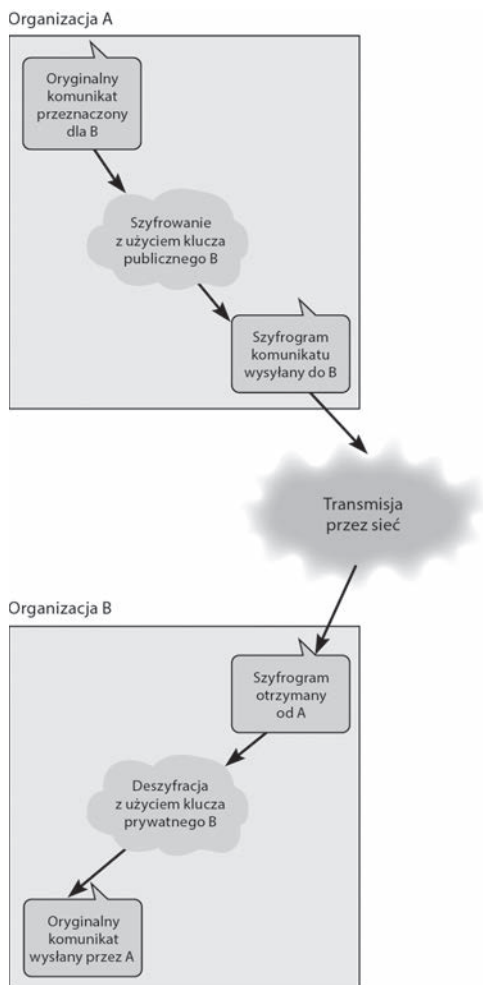 Organizacja A
Oryginalny
komunikat
przeznaczony
dla B
Szyfrowanie
z użyciem klucza
publicznego B
Szyfrogram
komunikatu
wysyłany do B
Transmisja
przez sieć
Organizacja B
Szyfrogram
otrzymany
od A
Deszyfracja
z użyciem klucza
prywatnego B
Oryginalny
komunikat
wysłany przez A